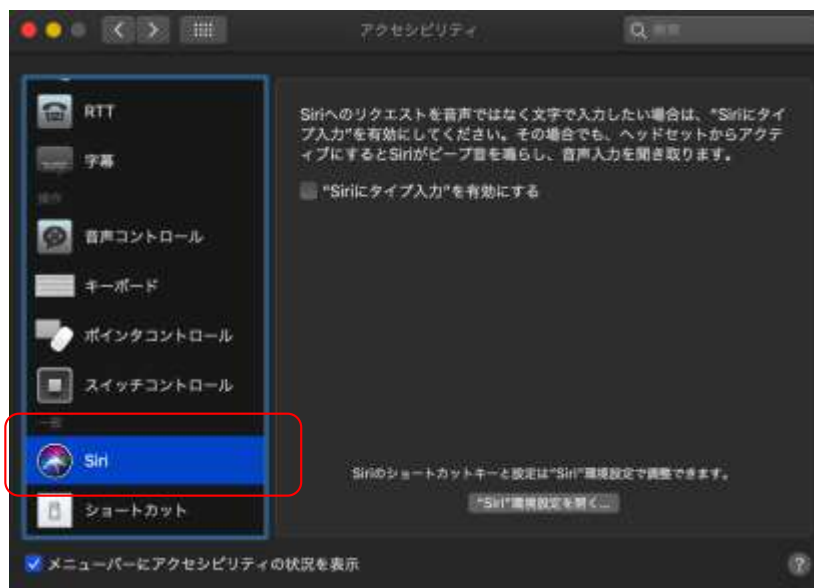 アクセシビリティ
RTT
字幕
音声コントロール
キーボード
ポインタコントロール
スイッチコントロール
Siri
ショートカット
Siriへのリクエストを音声ではなく文字で入力したい場合は、"Siriにタイ
プ入力"を有効にしてください。その場合でも、ヘッドセットからアクテ
ィブにするとSiriがビープ音を鳴らし、音声入力を聞き取ります。
"Siriにタイプ入力"を有効にする
Siriのショートカットキーと設定は"Siri"環境設定で調整できます。
"Siri"環境設定を開く...
メニューバーにアクセシビリティの状況を表示
?